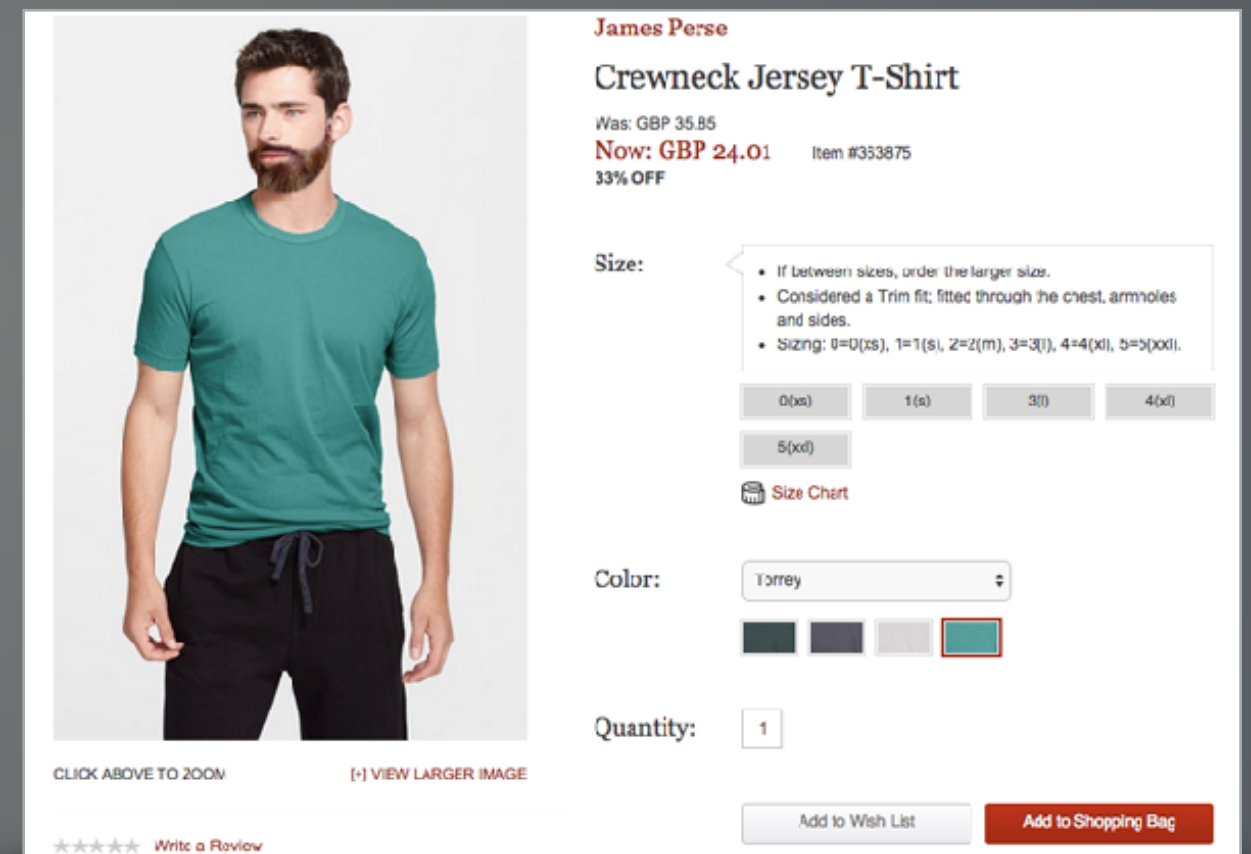 James Perse
Crewneck Jersey T-Shirt
Was: GBP 35.85
Now: GBP 24.01 Item #353875
33% OFF
Size:
• If between sizes, order the larger size.
• Considered a Trim fit; fitted through the chest, armholes
and sides.
• Sizing: 0=0(xs), 1=1(s), 2=2(m), 3=3(l), 4=4(xl), 5=5(xxl).
0(xs) 1(s) 3(l) 4(xl)
5(xxl)
Size Chart
Color: Torrey
Quantity: 1
CLICK ABOVE TO ZOOM [+] VIEW LARGER IMAGE
Add to Wish List Add to Shopping Bag
Write a Review